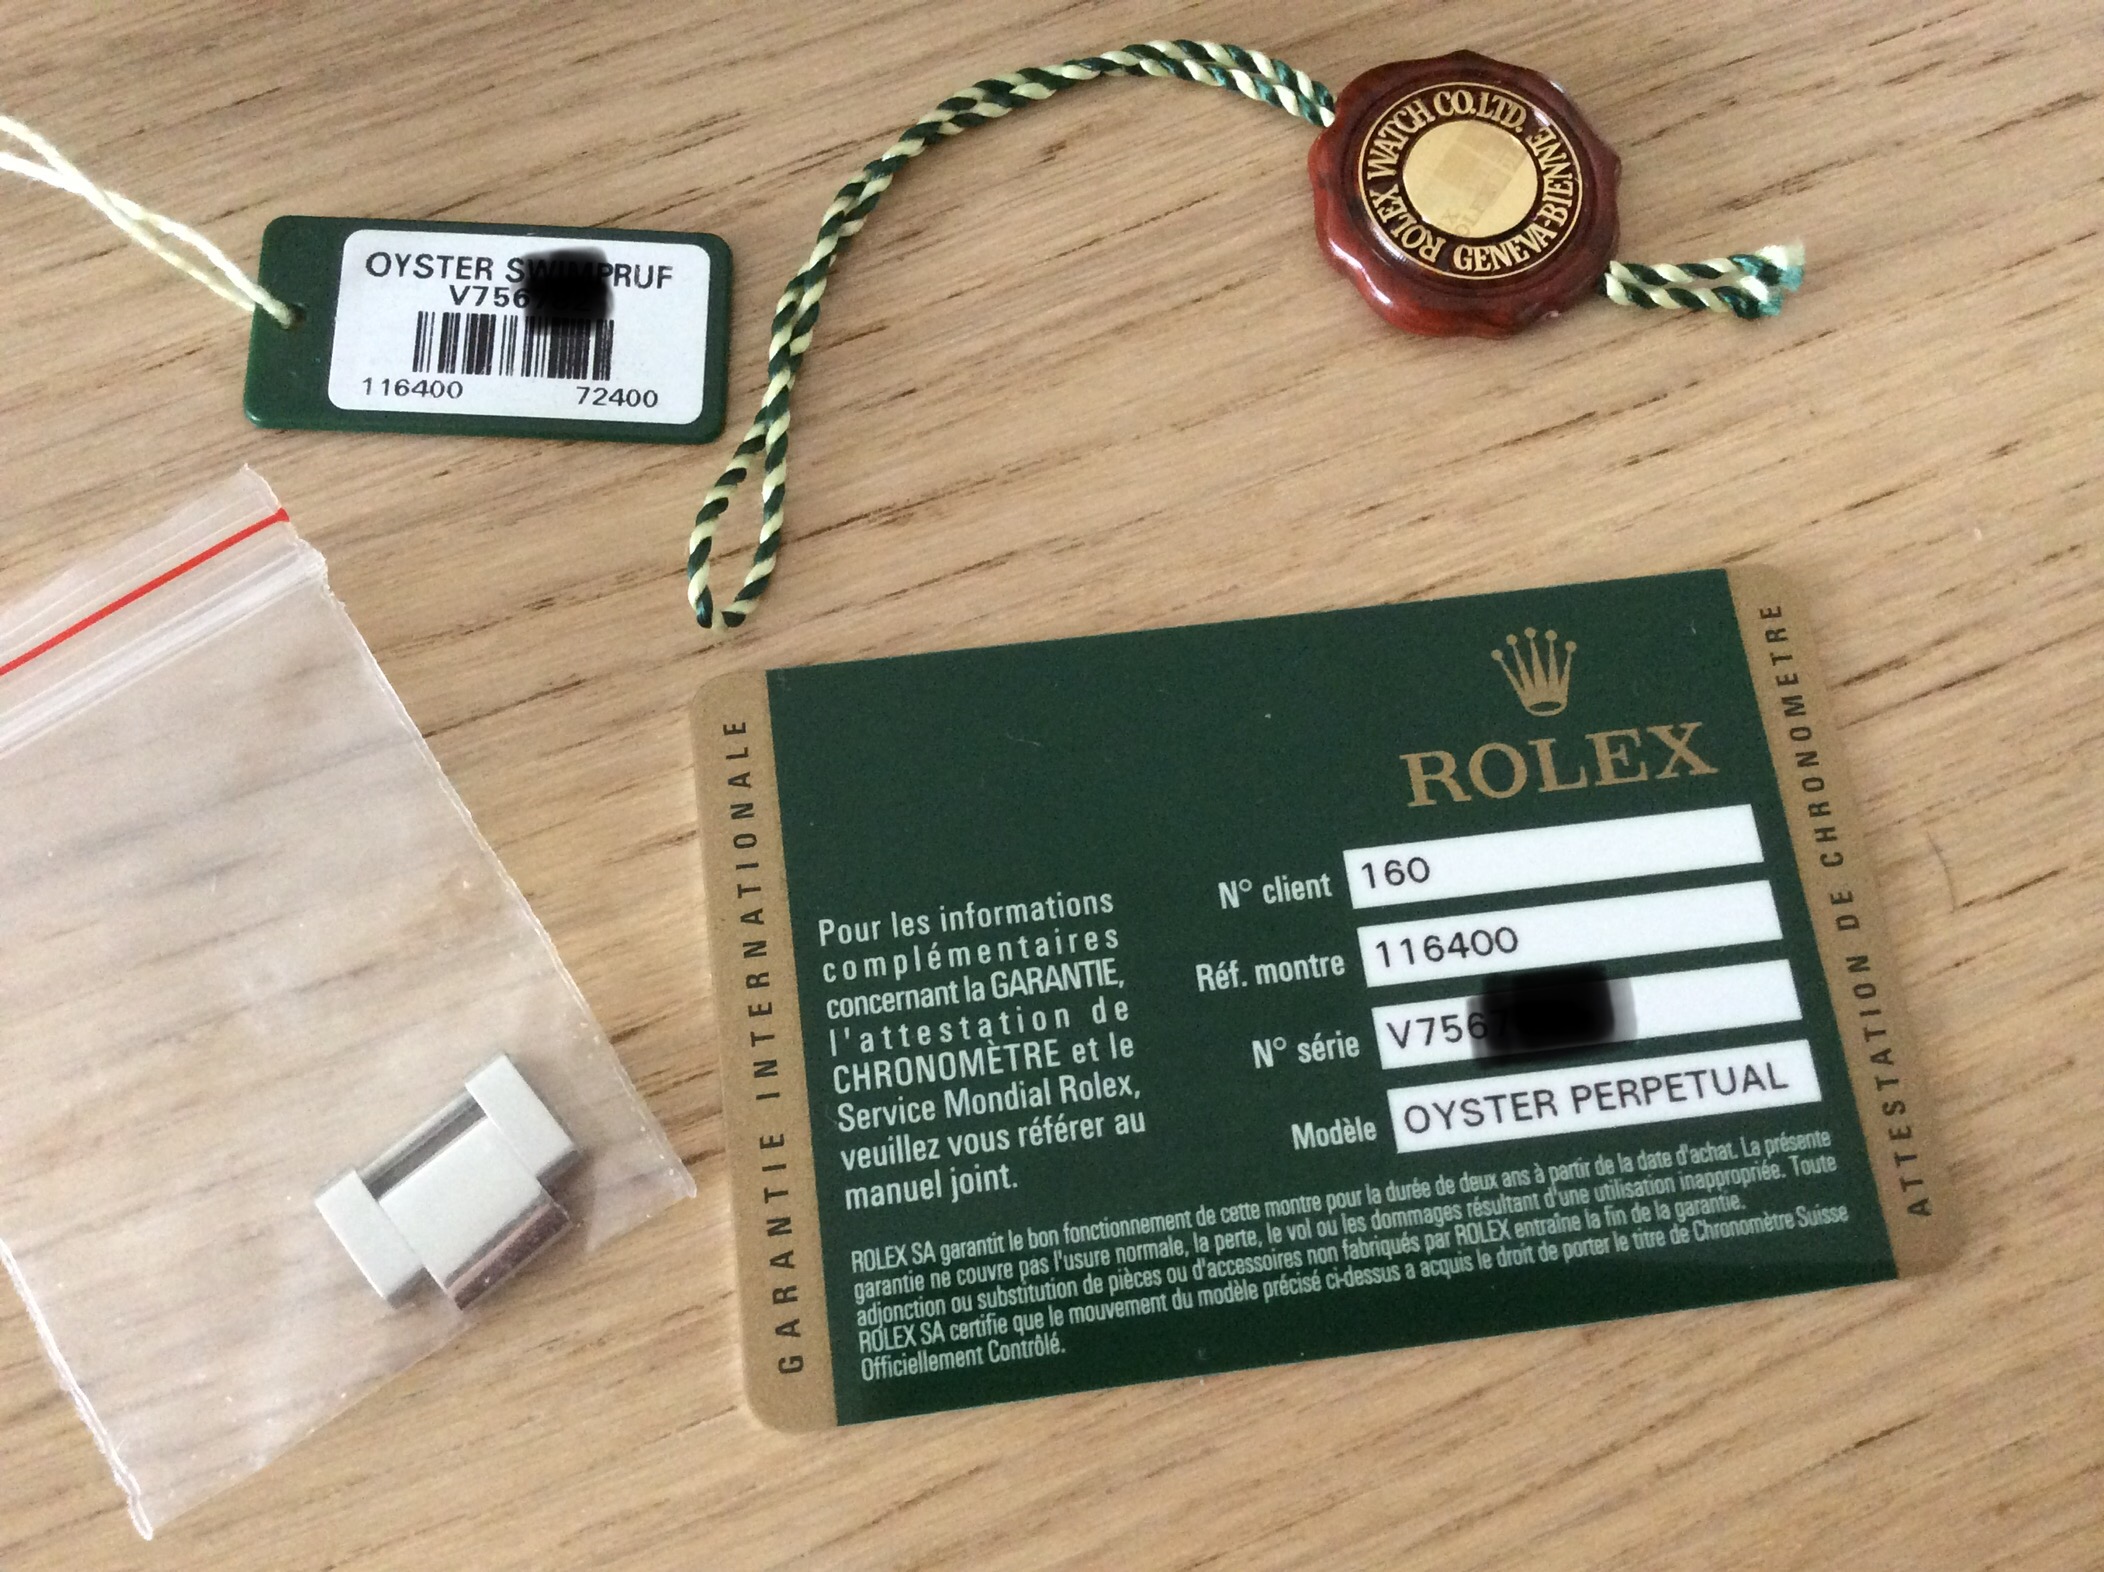 OYSTER SWIMPRUF
V756
116400 72400
ROLEX WATCH CO.LTD.
GENEVA-BIENNE
GARANTIE INTERNATIONALE
ROLEX
N° client 160
Réf. montre 116400
N° série V7567
Modèle OYSTER PERPETUAL
Pour les informations
complémentaires
concernant la GARANTIE,
l'attestation de
CHRONOMÈTRE et le
Service Mondial Rolex,
veuillez vous référer au
manuel joint.
ROLEX SA garantit le bon fonctionnement de cette montre pour la durée de deux ans à partir de la date d'achat. La présente
garantie ne couvre pas l'usure normale, la perte, le vol ou les dommages résultant d'une utilisation inappropriée. Toute
adjonction ou substitution de pièces ou d'accessoires non fabriqués par ROLEX entraîne la fin de la garantie.
ROLEX SA certifie que le mouvement du modèle précisé ci-dessus a acquis le droit de porter le titre de Chronomètre Suisse
Officiellement Contrôlé.
ATTESTATION DE CHRONOMETRE